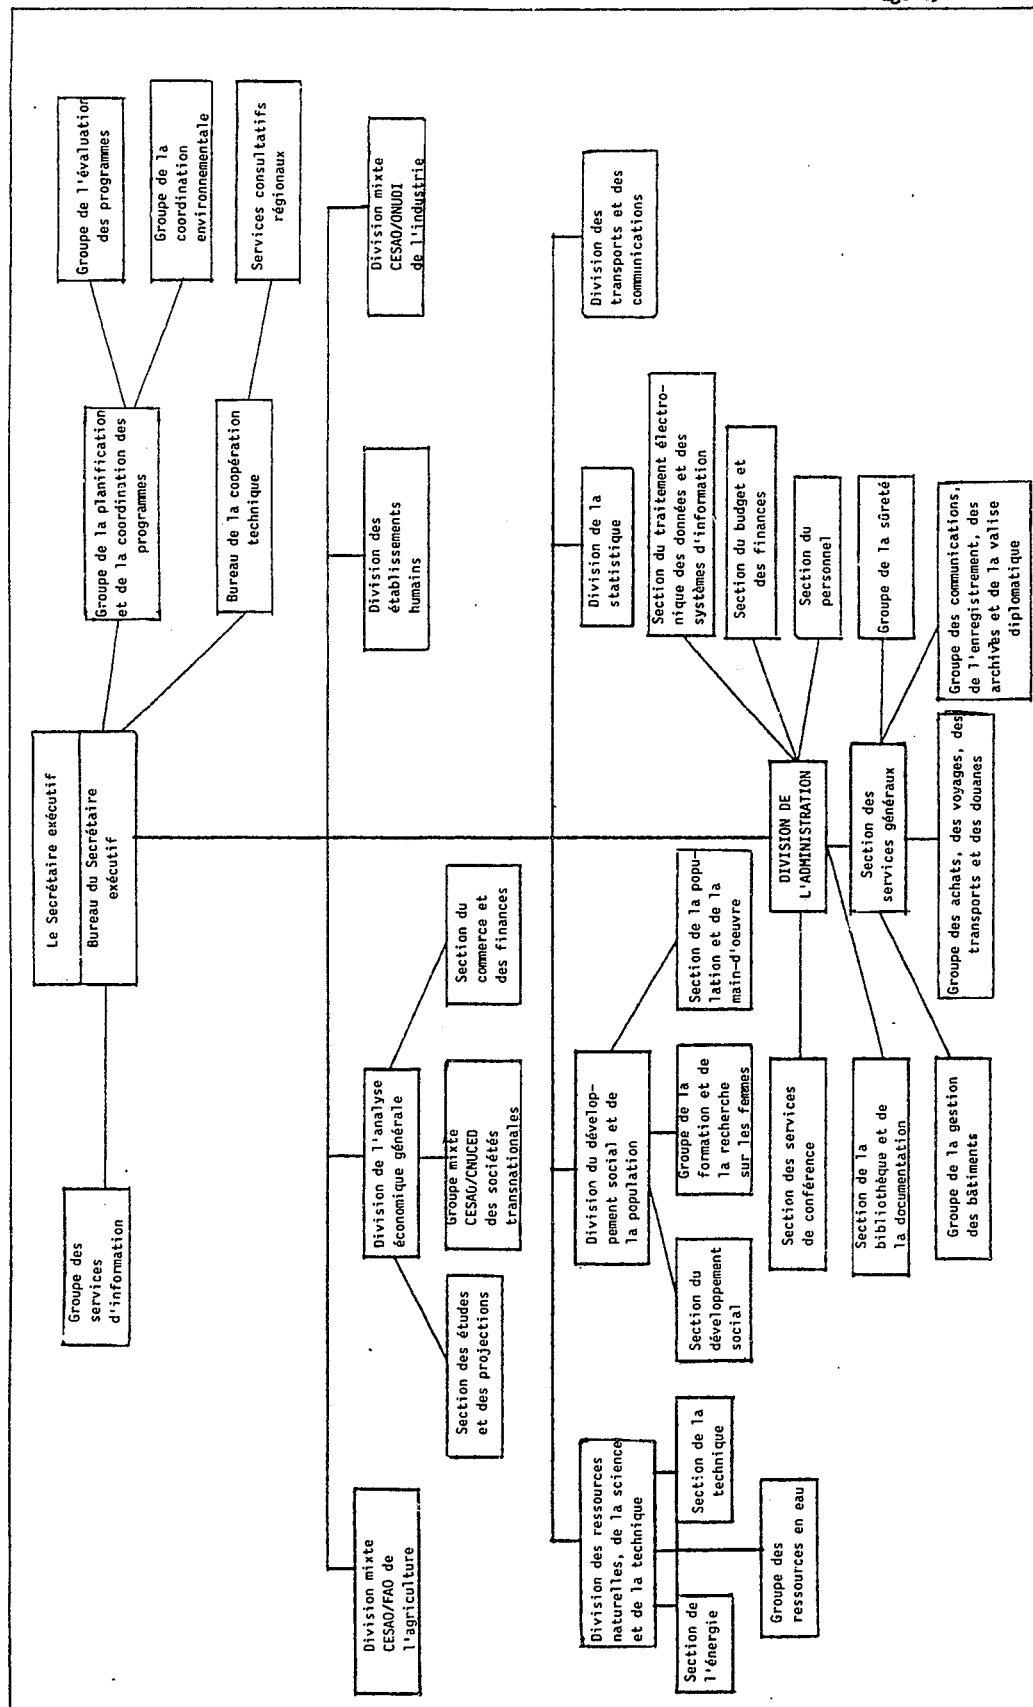 Le Secrétaire exécutif
Bureau du Secrétaire
exécutif
Groupe des
services
d'information
Groupe de la planification
et de la coordination des
programmes
Groupe de l'évaluation
des programmes
Groupe de la
coordination
environnementale
Bureau de la coopération
technique
Services consultatifs
régionaux
Division mixte
CESAO/FAO de
l'agriculture
Division de l'analyse
économique générale
Section des études
et des projections
Groupe mixte
CESAO/CNUCED
des sociétés
transnationales
Section du
commerce et
des finances
Division des
établissements
humains
Division mixte
CESAO/ONUDI
de l'industrie
Division des ressources
naturelles, de la science
et de la technique
Section de
l'énergie
Groupe des
ressources en eau
Section de la
technique
Division du dévelop-
pement social et de
la population
Section du
développement
social
Groupe de la
formation et de
la recherche
sur les femmes
Section de la popu-
lation et de la
main-d'oeuvre
Division de la
statistique
Division des
transports et des
communications
DIVISION DE
L'ADMINISTRATION
Section du traitement électro-
nique des données et des
systèmes d'information
Section du budget et
des finances
Section du
personnel
Section des services
de conférence
Section de la
bibliothèque et de
la documentation
Section des
services généraux
Groupe de la sûreté
Groupe de la gestion
des bâtiments
Groupe des achats, des voyages, des
transports et des douanes
Groupe des communications,
de l'enregistrement, des
archives et de la valise
diplomatique